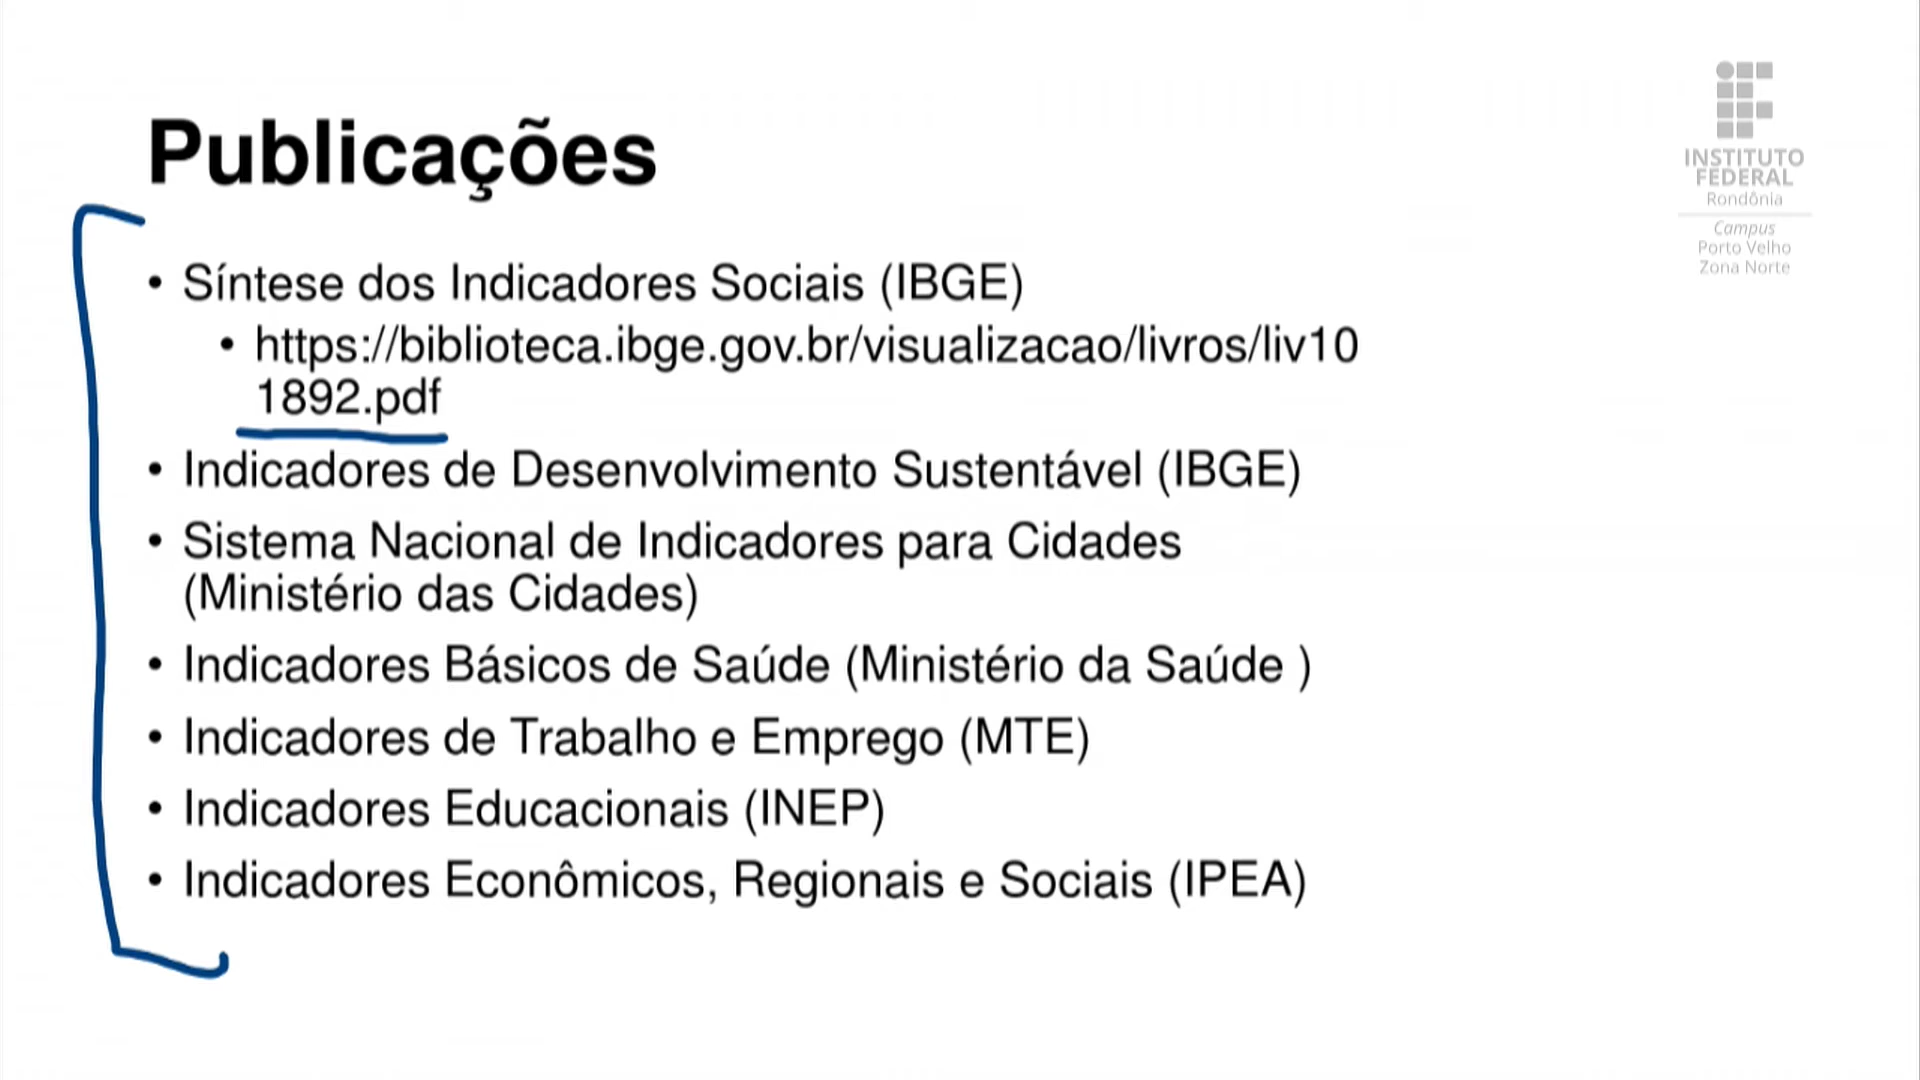 Publicações
INSTITUTO
FEDERAL
Rondônia
Campus
Porto Velho
Zona Norte
• Síntese dos Indicadores Sociais (IBGE)
• https://biblioteca.ibge.gov.br/visualizacao/livros/liv10
1892.pdf
• Indicadores de Desenvolvimento Sustentável (IBGE)
• Sistema Nacional de Indicadores para Cidades
(Ministério das Cidades)
• Indicadores Básicos de Saúde (Ministério da Saúde )
• Indicadores de Trabalho e Emprego (MTE)
• Indicadores Educacionais (INEP)
• Indicadores Econômicos, Regionais e Sociais (IPEA)